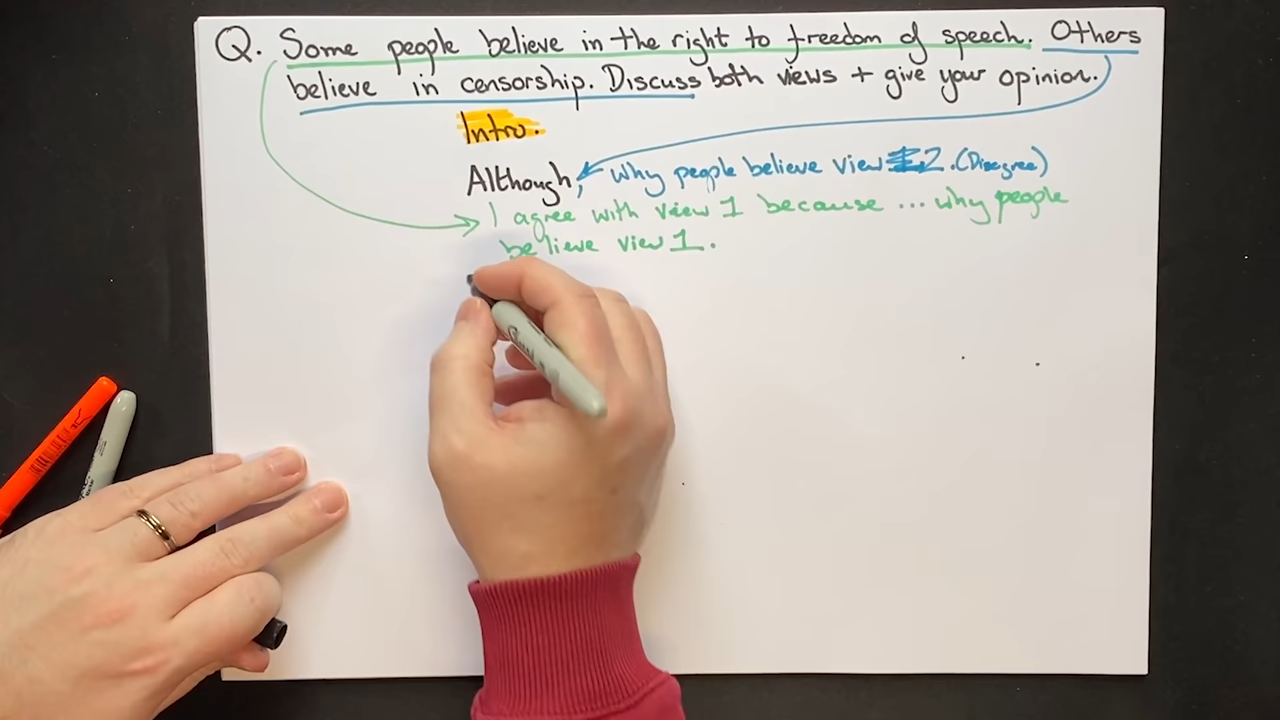 Q. Some people believe in the right to freedom of speech. Others
believe in censorship. Discuss both views + give your opinion.
Intro.
Although, why people believe view 2. (Disagree)
I agree with view 1 because ... why people
believe view 1.